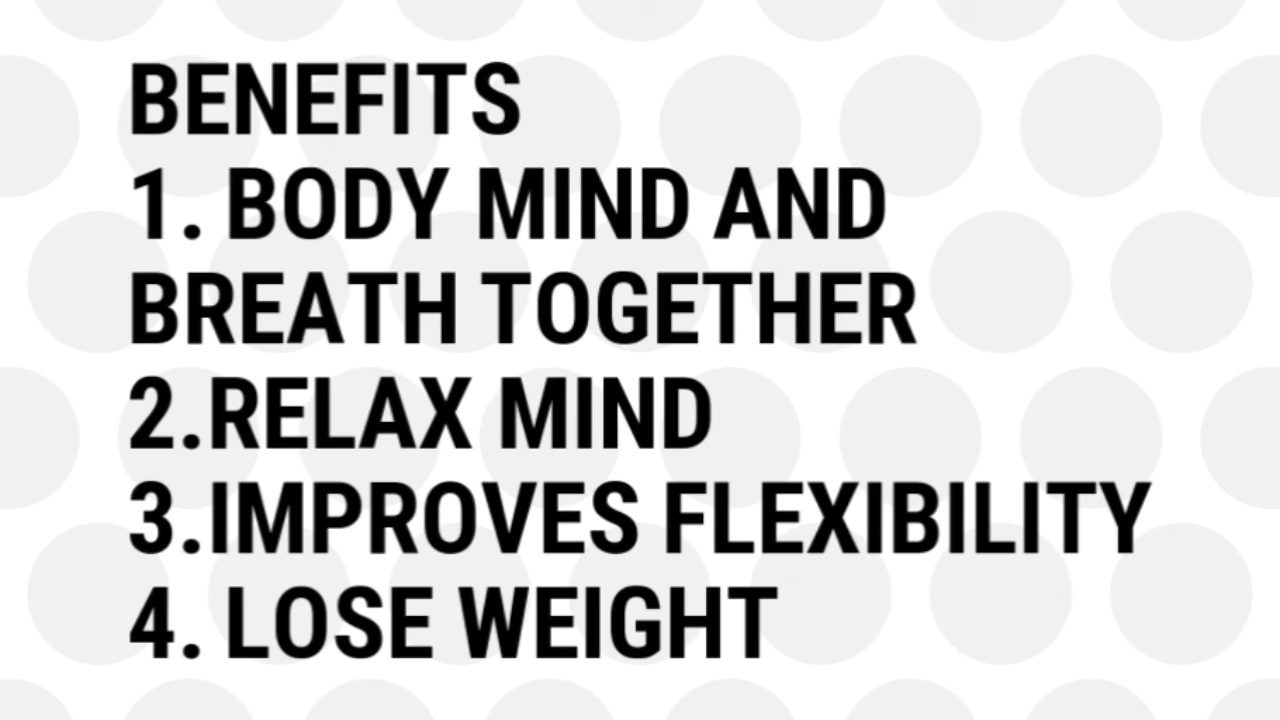 BENEFITS
1. BODY MIND AND
BREATH TOGETHER
2.RELAX MIND
3.IMPROVES FLEXIBILITY
4. LOSE WEIGHT